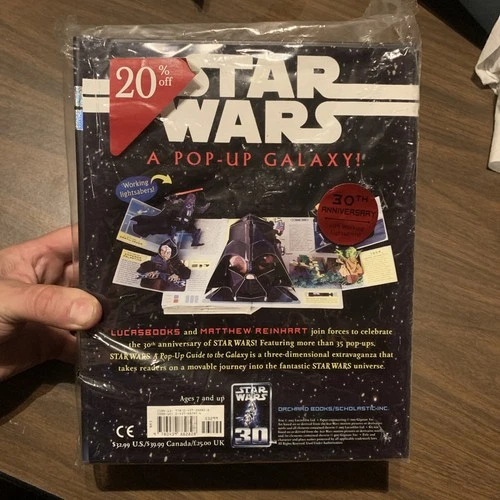 20% off
STAR
WARS
A POP-UP GALAXY!
Working
lightsabers!
30TH
ANNIVERSARY
LUCASBOOKS and MATTHEW REINHART join forces to celebrate
the 30th anniversary of STAR WARS! Featuring more than 35 pop-ups,
STAR WARS: A Pop-Up Guide to the Galaxy is a three-dimensional extravaganza that
takes readers on a movable journey into the fantastic STAR WARS universe.
Ages 7 and up
STAR
WARS
30
ORCHARD BOOKS/SCHOLASTIC INC.
CE
$32.99 U.S./$39.99 Canada/£25.00 UK